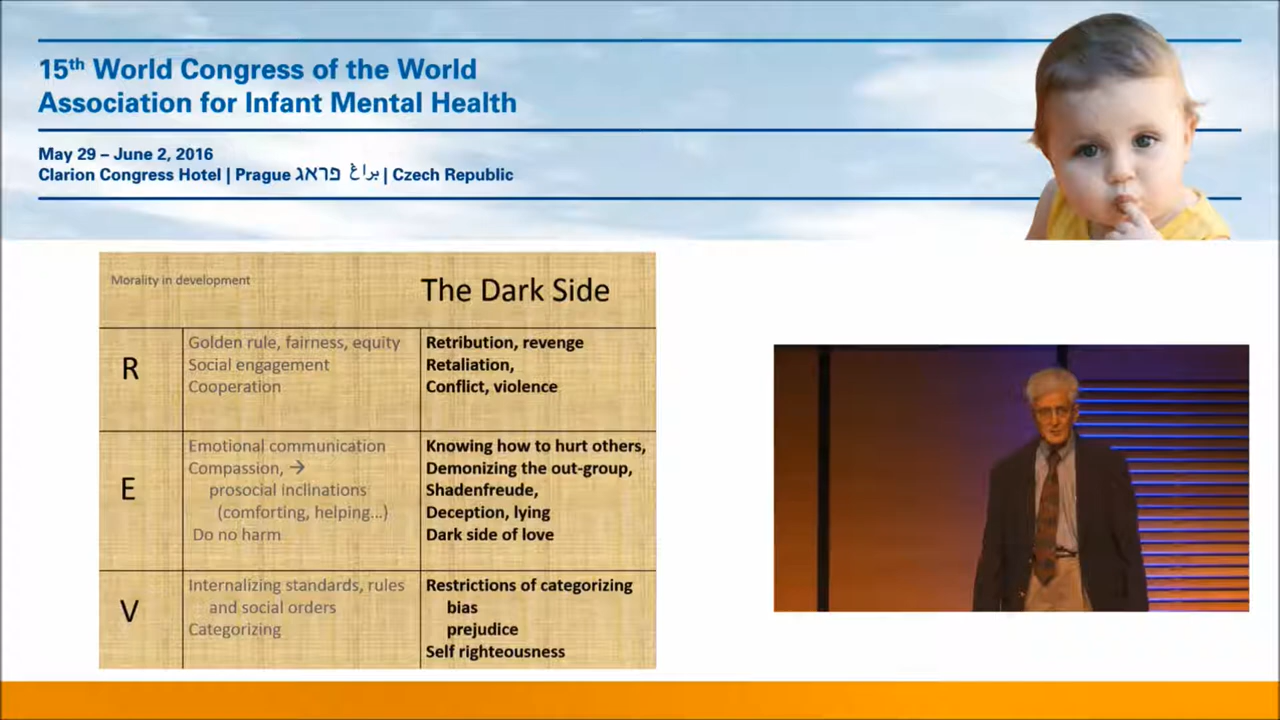 15th World Congress of the World
Association for Infant Mental Health
May 29 – June 2, 2016
Clarion Congress Hotel | Prague פראג براغ | Czech Republic
Morality in development
The Dark Side
R
Golden rule, fairness, equity
Social engagement
Cooperation
Retribution, revenge
Retaliation,
Conflict, violence
E
Emotional communication
Compassion, →
prosocial inclinations
(comforting, helping...)
Do no harm
Knowing how to hurt others,
Demonizing the out-group,
Shadenfreude,
Deception, lying
Dark side of love
V
Internalizing standards, rules
and social orders
Categorizing
Restrictions of categorizing
bias
prejudice
Self righteousness